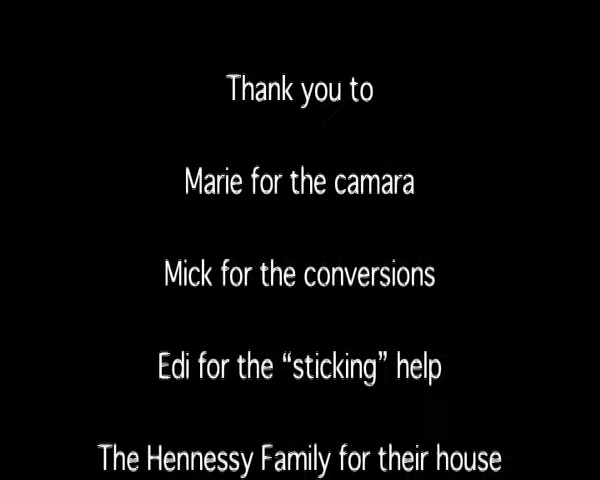 Thank you to
Marie for the camara
Mick for the conversions
Edi for the “sticking” help
The Hennessy Family for their house